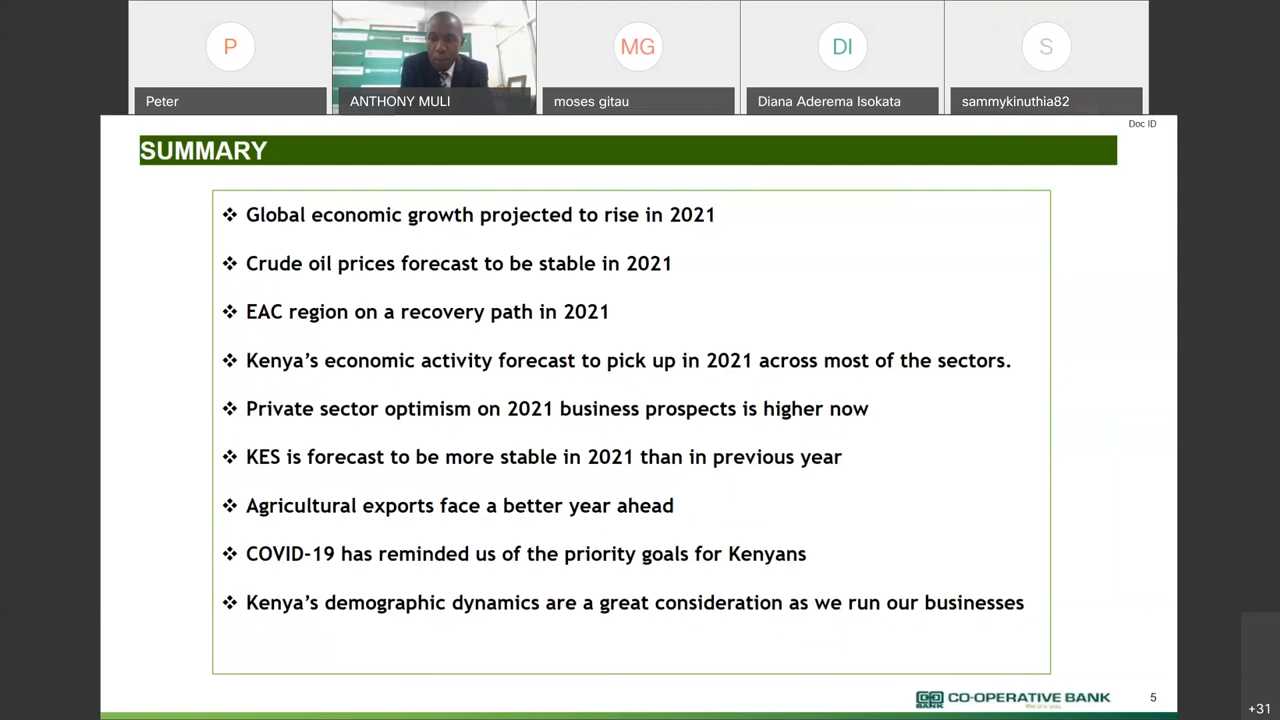 P
MG
DI
S
Peter
ANTHONY MULI
moses gitau
Diana Aderema Isokata
sammykinuthia82
Doc ID
SUMMARY
❖ Global economic growth projected to rise in 2021
❖ Crude oil prices forecast to be stable in 2021
❖ EAC region on a recovery path in 2021
❖ Kenya's economic activity forecast to pick up in 2021 across most of the sectors.
❖ Private sector optimism on 2021 business prospects is higher now
❖ KES is forecast to be more stable in 2021 than in previous year
❖ Agricultural exports face a better year ahead
❖ COVID-19 has reminded us of the priority goals for Kenyans
❖ Kenya's demographic dynamics are a great consideration as we run our businesses
BANK
CO-OPERATIVE BANK
We are you
5
+31